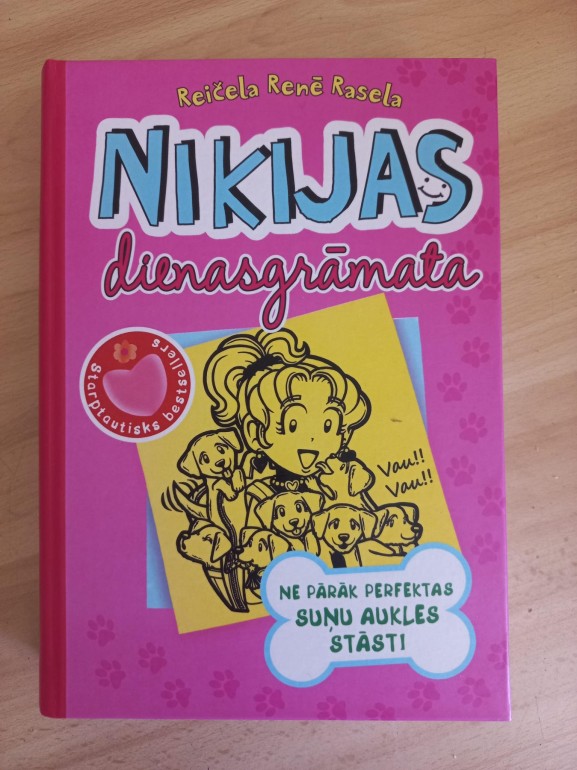 Reičela Renē Rasela
NIKIJAS
dienasgrāmata
Starptautisks bestsellers
Vau!!
Vau!!
NE PĀRĀK PERFEKTAS
SUŅU AUKLES
STĀSTI